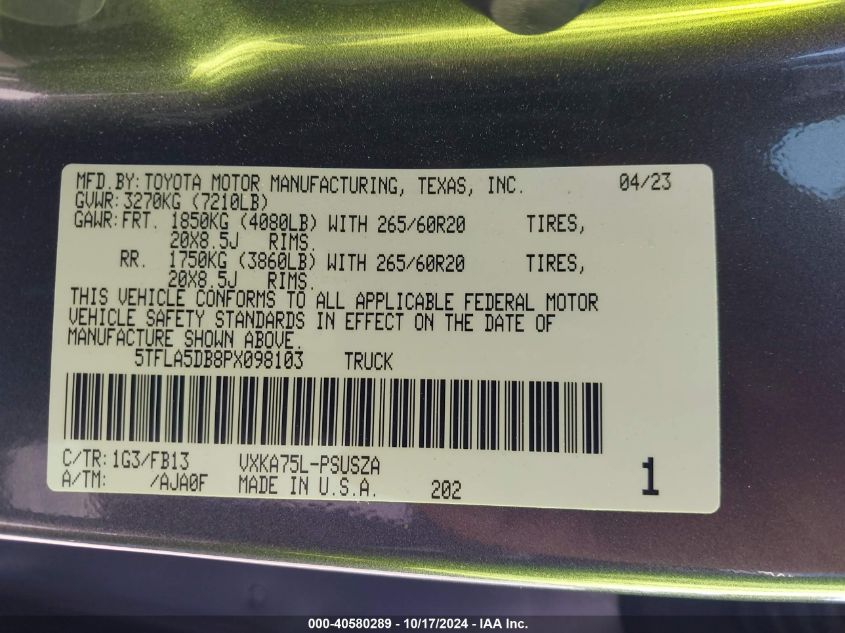 MFD.BY:TOYOTA MOTOR MANUFACTURING, TEXAS, INC. 04/23
GVWR:3270KG (7210LB)
GAWR:FRT. 1850KG (4080LB) WITH 265/60R20 TIRES,
20X8.5J RIMS.
RR. 1750KG (3860LB) WITH 265/60R20 TIRES,
20X8.5J RIMS.
THIS VEHICLE CONFORMS TO ALL APPLICABLE FEDERAL MOTOR
VEHICLE SAFETY STANDARDS IN EFFECT ON THE DATE OF
MANUFACTURE SHOWN ABOVE.
5TFLA5DB8PX098103 TRUCK
C/TR:1G3/FB13 VXKA75L-PSUSZA
A/TM: /AJA0F MADE IN U.S.A. 202 1
000-40580289 - 10/17/2024 - IAA Inc.